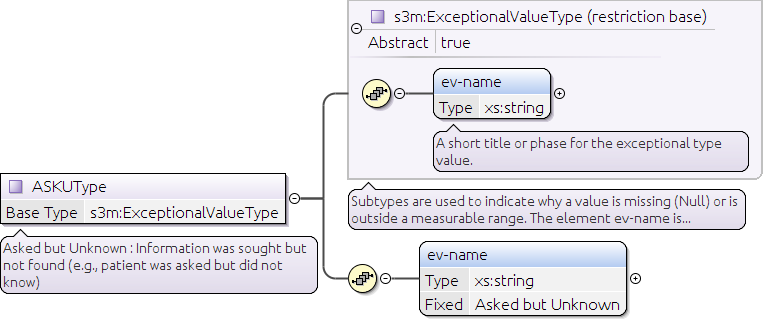 s3m:ExceptionalValueType (restriction base)
Abstract true
ev-name
Type xs:string
A short title or phase for the exceptional type
value.
ASKUType
Base Type s3m:ExceptionalValueType
Asked but Unknown : Information was sought but
not found (e.g., patient was asked but did not
know)
Subtypes are used to indicate why a value is missing (Null) or is
outside a measurable range. The element ev-name is...
ev-name
Type xs:string
Fixed Asked but Unknown